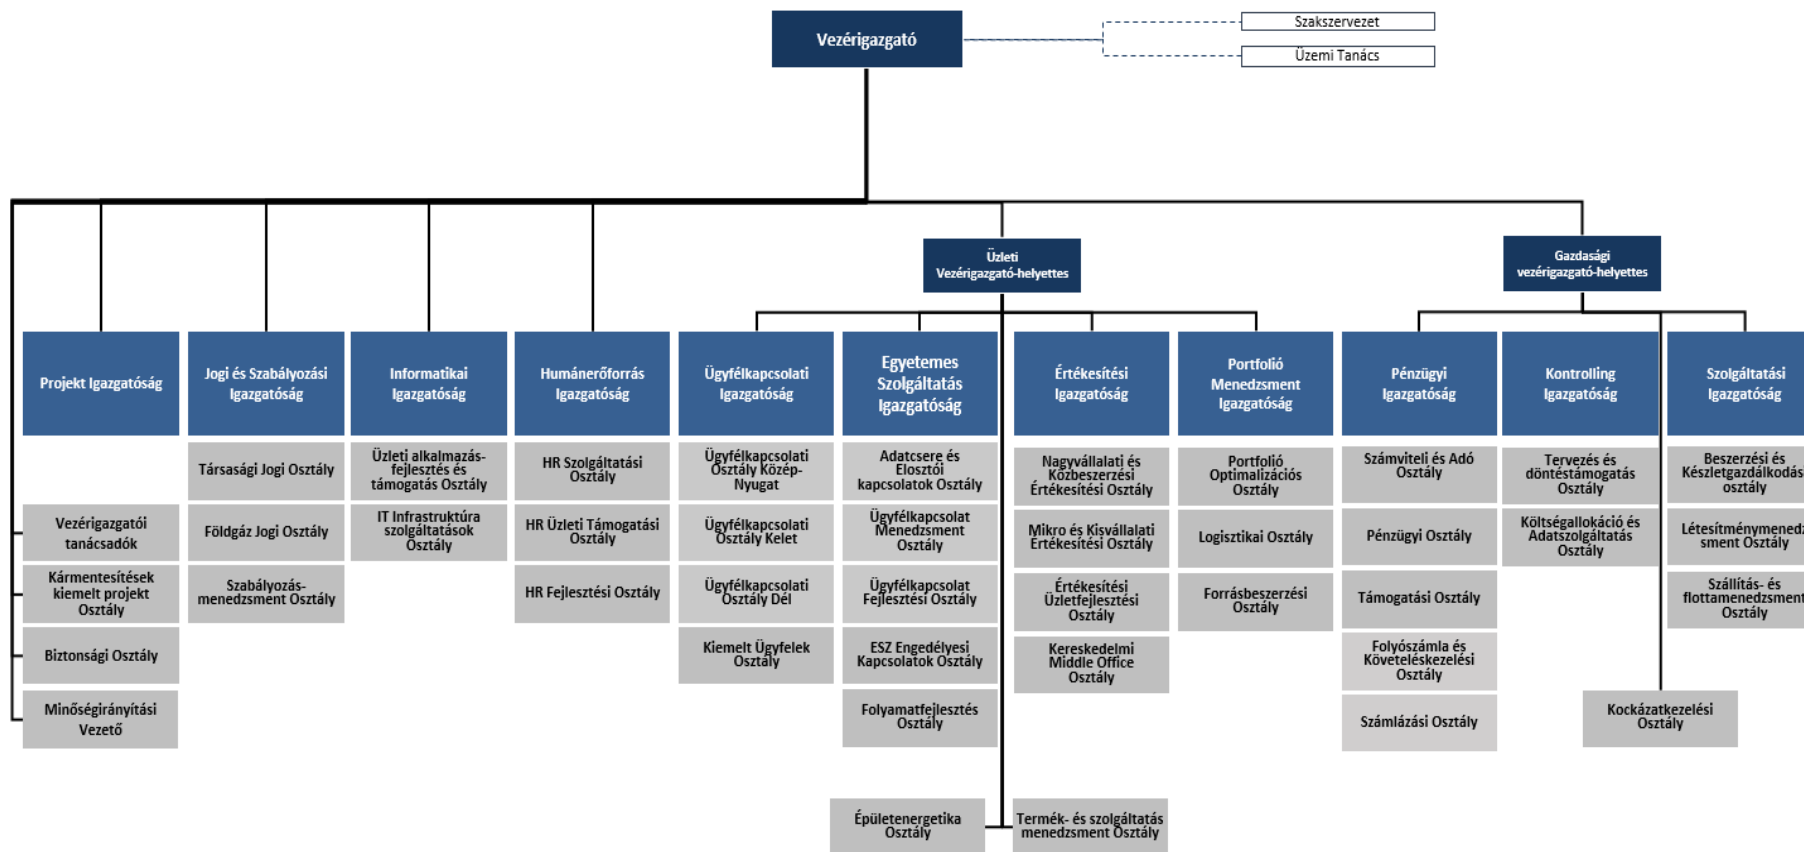 Vezérigazgató
Szakszervezet
Üzemi Tanács
Üzleti
Vezérigazgató-helyettes
Gazdasági
vezérigazgató-helyettes
Projekt Igazgatóság
Jogi és Szabályozási
Igazgatóság
Informatikai
Igazgatóság
Humánerőforrás
Igazgatóság
Ügyfélkapcsolati
Igazgatóság
Egyetemes
Szolgáltatás
Igazgatóság
Értékesítési
Igazgatóság
Portfolió
Menedzsment
Igazgatóság
Pénzügyi
Igazgatóság
Kontrolling
Igazgatóság
Szolgáltatási
Igazgatóság
Vezérigazgatói
tanácsadók
Kármentesítések
kiemelt projekt
Osztály
Biztonsági Osztály
Minőségirányítási
Vezető
Társasági Jogi Osztály
Földgáz Jogi Osztály
Szabályozás-
menedzsment Osztály
Üzleti alkalmazás-
fejlesztés és
támogatás Osztály
IT Infrastruktúra
szolgáltatások
Osztály
HR Szolgáltatási
Osztály
HR Üzleti Támogatási
Osztály
HR Fejlesztési Osztály
Ügyfélkapcsolati
Osztály Közép-
Nyugat
Ügyfélkapcsolati
Osztály Kelet
Ügyfélkapcsolati
Osztály Dél
Kiemelt Ügyfelek
Osztály
Adatcsere és
Elosztói
kapcsolatok Osztály
Ügyfélkapcsolat
Menedzsment
Osztály
Ügyfélkapcsolat
Fejlesztési Osztály
ESZ Engedélyesi
Kapcsolatok Osztály
Folyamatfejlesztés
Osztály
Nagyvállalati és
Közbeszerzési
Értékesítési Osztály
Mikro és Kisvállalati
Értékesítési Osztály
Értékesítési
Üzletfejlesztési
Osztály
Kereskedelmi
Middle Office
Osztály
Portfolió
Optimalizációs
Osztály
Logisztikai Osztály
Forrásbeszerzési
Osztály
Számviteli és Adó
Osztály
Pénzügyi Osztály
Támogatási Osztály
Folyószámla és
Követeléskezelési
Osztály
Számlázási Osztály
Tervezés és
döntéstámogatás
Osztály
Költségallokáció és
Adatszolgáltatás
Osztály
Beszerzési és
Készletgazdálkodási
osztály
Létesítménymenedz
sment Osztály
Szállítás- és
flottamenedzsment
Osztály
Kockázatkezelési
Osztály
Épületenergetika
Osztály
Termék- és szolgáltatás
menedzsment Osztály